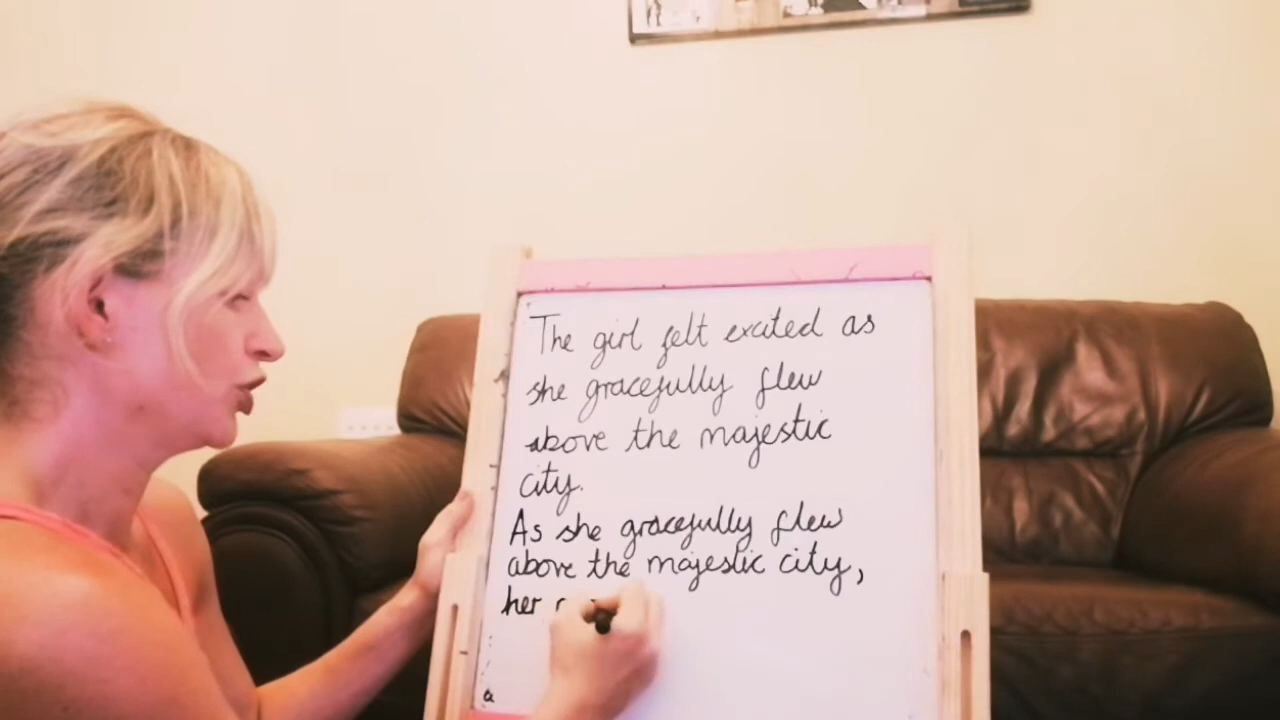 The girl felt excited as
she gracefully flew
above the majestic
city.
As she gracefully flew
above the majestic city,
her
a